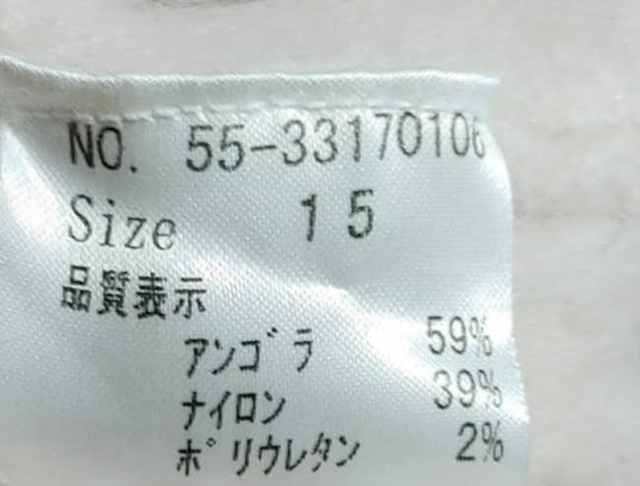 NO. 55-33170106
Size 15
品質表示
アンゴラ 59%
ナイロン 39%
ポリウレタン 2%